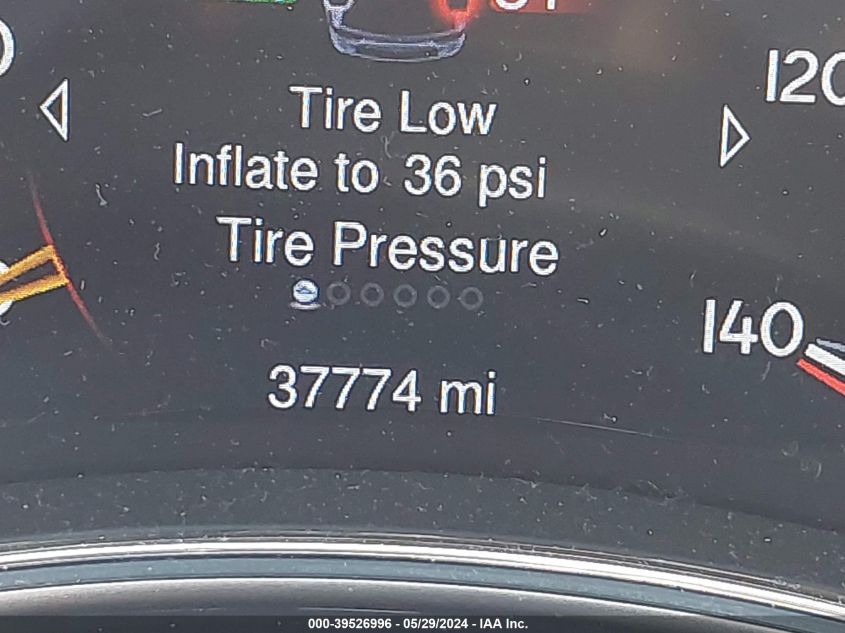 120
Tire Low
Inflate to 36 psi
Tire Pressure
140
37774 mi
000-39526996 - 05/29/2024 - IAA Inc.